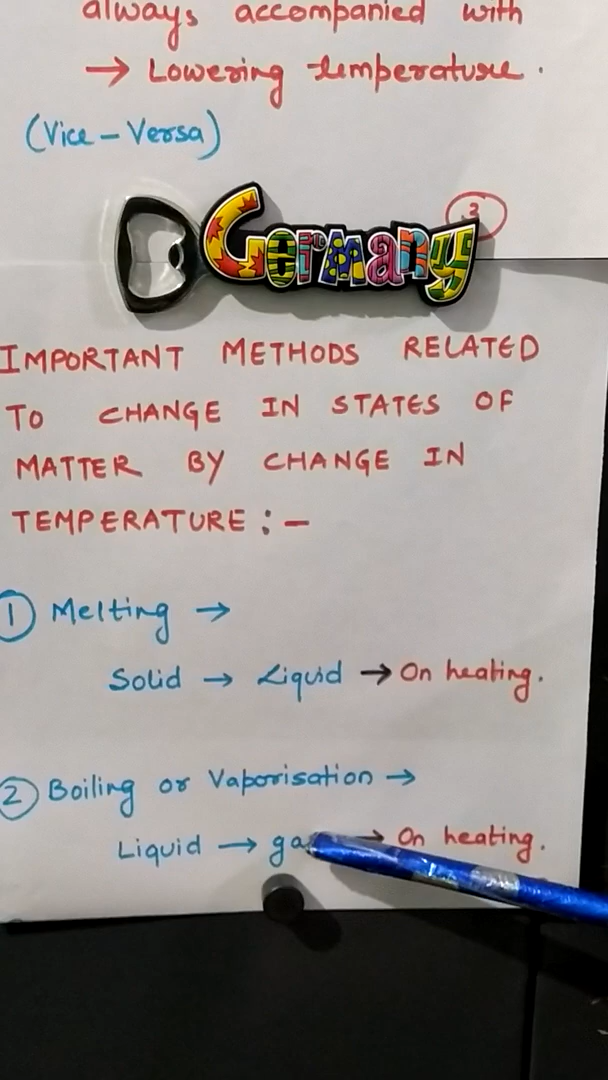 always accompanied with
→ Lowering temperature.
(Vice - Versa)
Germany
3
IMPORTANT METHODS RELATED
TO CHANGE IN STATES OF
MATTER BY CHANGE IN
TEMPERATURE : -
1 Melting →
Solid → Liquid → On heating.
2 Boiling or Vaporisation →
Liquid → → On heating.